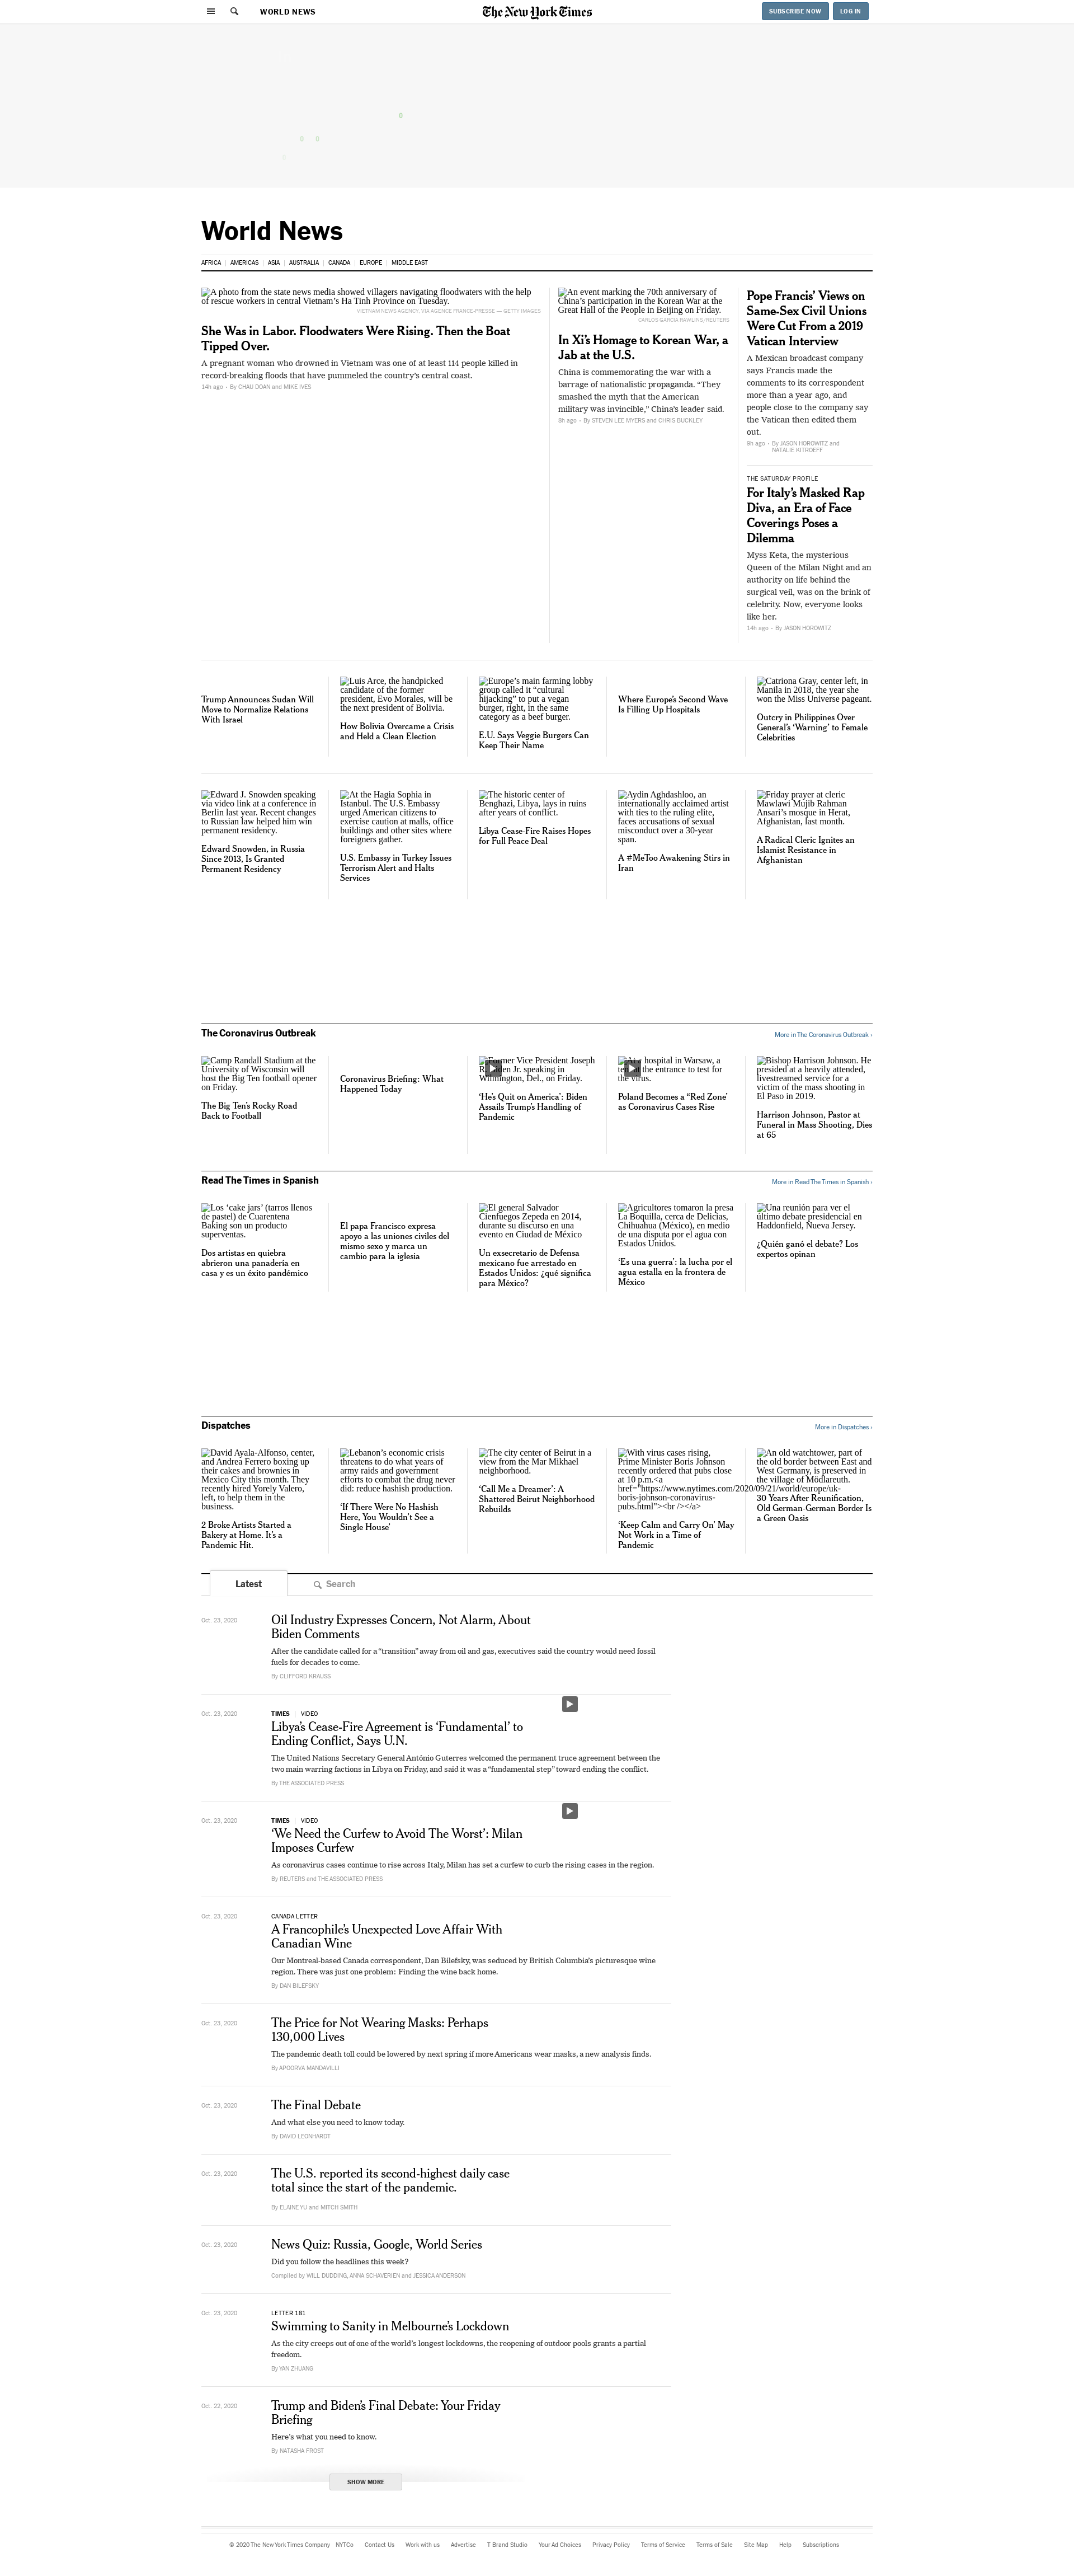 WORLD NEWS
The New York Times
SUBSCRIBE NOW
LOG IN
0
0
0
World News
AFRICA
AMERICAS
ASIA
AUSTRALIA
CANADA
EUROPE
MIDDLE EAST
A photo from the state news media showed villagers navigating floodwaters with the help
of rescue workers in central Vietnam's Ha Tinh Province on Tuesday.
VIETNAM NEWS AGENCY, VIA AGENCE FRANCE-PRESSE — GETTY IMAGES
She Was in Labor. Floodwaters Were Rising. Then the Boat
Tipped Over.
A pregnant woman who drowned in Vietnam was one of at least 114 people killed in
record-breaking floods that have pummeled the country's central coast.
14h ago · By CHAU DOAN and MIKE IVES
An event marking the 70th anniversary of
China's participation in the Korean War at the
Great Hall of the People in Beijing on Friday.
CARLOS GARCIA RAWLINS/REUTERS
In Xi's Homage to Korean War, a
Jab at the U.S.
China is commemorating the war with a
barrage of nationalistic propaganda. “They
smashed the myth that the American
military was invincible,” China's leader said.
8h ago · By STEVEN LEE MYERS and CHRIS BUCKLEY
Pope Francis' Views on
Same-Sex Civil Unions
Were Cut From a 2019
Vatican Interview
A Mexican broadcast company
says Francis made the
comments to its correspondent
more than a year ago, and
people close to the company say
the Vatican then edited them
out.
9h ago · By JASON HOROWITZ and
NATALIE KITROEFF
THE SATURDAY PROFILE
For Italy's Masked Rap
Diva, an Era of Face
Coverings Poses a
Dilemma
Myss Keta, the mysterious
Queen of the Milan Night and an
authority on life behind the
surgical veil, was on the brink of
celebrity. Now, everyone looks
like her.
14h ago · By JASON HOROWITZ
Trump Announces Sudan Will
Move to Normalize Relations
With Israel
Luis Arce, the handpicked
candidate of the former
president, Evo Morales, will be
the next president of Bolivia.
How Bolivia Overcame a Crisis
and Held a Clean Election
Europe's main farming lobby
group called it “cultural
hijacking” to put a vegan
burger, right, in the same
category as a beef burger.
E.U. Says Veggie Burgers Can
Keep Their Name
Where Europe's Second Wave
Is Filling Up Hospitals
Catriona Gray, center left, in
Manila in 2018, the year she
won the Miss Universe pageant.
Outcry in Philippines Over
General's ‘Warning’ to Female
Celebrities
Edward J. Snowden speaking
via video link at a conference in
Berlin last year. Recent changes
to Russian law helped him win
permanent residency.
Edward Snowden, in Russia
Since 2013, Is Granted
Permanent Residency
At the Hagia Sophia in
Istanbul. The U.S. Embassy
urged American citizens to
exercise caution malls, office
buildings and other sites where
foreigners gather.
U.S. Embassy in Turkey Issues
Terrorism Alert and Halts
Services
The historic center of
Benghazi, Libya, lays in ruins
after years of conflict.
Libya Cease-Fire Raises Hopes
for Full Peace Deal
Aydin Aghdashloo, an
internationally acclaimed artist
with ties to the ruling elite,
faces accusations of sexual
misconduct over a 30-year
span.
A #MeToo Awakening Stirs in
Iran
Friday prayer at cleric
Mawlawi Mujib Rahman
Ansari's mosque in Herat,
Afghanistan, last month.
A Radical Cleric Ignites an
Islamist Resistance in
Afghanistan
The Coronavirus Outbreak
More in The Coronavirus Outbreak ›
Camp Randall Stadium at the
University of Wisconsin will
host the Big Ten football opener
on Friday.
The Big Ten's Rocky Road
Back to Football
Coronavirus Briefing: What
Happened Today
Former Vice President Joseph
R. Biden Jr. speaking in
Wilmington, Del., on Friday.
‘He's Quit on America’: Biden
Assails Trump's Handling of
Pandemic
At a hospital in Warsaw, a
tent at the entrance to test for
the virus.
Poland Becomes a “Red Zone’
as Coronavirus Cases Rise
Bishop Harrison Johnson. He
presided at a heavily attended,
livestreamed service for a
victim of the mass shooting in
El Paso in 2019.
Harrison Johnson, Pastor at
Funeral in Mass Shooting, Dies
at 65
Read The Times in Spanish
More in Read The Times in Spanish ›
Los ‘cake jars’ (tarros llenos
de pastel) de Cuarentena
Baking son un producto
superventas.
Dos artistas en quiebra
abrieron una panadería en
casa y es un éxito pandémico
El papa Francisco expresa
apoyo a las uniones civiles del
mismo sexo y marca un
cambio para la iglesia
El general Salvador
Cienfuegos Zepeda en 2014,
durante su discurso en una
evento en Ciudad de México
Un exsecretario de Defensa
mexicano fue arrestado en
Estados Unidos: ¿qué significa
para México?
Agricultores tomaron la presa
La Boquilla, cerca de Delicias,
Chihuahua (México), en medio
de una disputa por el agua con
Estados Unidos.
‘Es una guerra’: la lucha por el
agua estalla en la frontera de
México
Una reunión para ver el
último debate presidencial en
Haddonfield, Nueva Jersey.
¿Quién ganó el debate? Los
expertos opinan
Dispatches
More in Dispatches ›
David Ayala-Alfonso, center,
and Andrea Ferrero boxing up
their cakes and brownies in
Mexico City this month. They
recently hired Yorely Valero,
left, to help them in the
business.
2 Broke Artists Started a
Bakery at Home. It's a
Pandemic Hit.
Lebanon's economic crisis
threatens to do what years of
army raids and government
efforts to combat the drug never
did: reduce hashish production.
‘If There Were No Hashish
Here, You Wouldn't See a
Single House’
The city center of Beirut in a
view from the Mar Mikhael
neighborhood.
‘Call Me a Dreamer’: A
Shattered Beirut Neighborhood
Rebuilds
With virus cases rising,
Prime Minister Boris Johnson
recently ordered that pubs close
at 10 p.m.<a
href="https://www.nytimes.com/2020/09/21/world/europe/uk-
boris-johnson-coronavirus-
pubs.html"><br /></a>
‘Keep Calm and Carry On’ May
Not Work in a Time of
Pandemic
An old watchtower, part of
the old border between East and
West Germany, is preserved in
the village of Mödlareuth.
30 Years After Reunification,
Old German-German Border Is
a Green Oasis
Latest
Search
Oct. 23, 2020
Oil Industry Expresses Concern, Not Alarm, About
Biden Comments
After the candidate called for a “transition” away from oil and gas, executives said the country would need fossil
fuels for decades to come.
By CLIFFORD KRAUSS
Oct. 23, 2020
TIMES | VIDEO
Libya's Cease-Fire Agreement is ‘Fundamental’ to
Ending Conflict, Says U.N.
The United Nations Secretary General António Guterres welcomed the permanent truce agreement between the
two main warring factions in Libya on Friday, and said it was a “fundamental step” toward ending the conflict.
By THE ASSOCIATED PRESS
Oct. 23, 2020
TIMES | VIDEO
‘We Need the Curfew to Avoid The Worst’: Milan
Imposes Curfew
As coronavirus cases continue to rise across Italy, Milan has set a curfew to curb the rising cases in the region.
By REUTERS and THE ASSOCIATED PRESS
Oct. 23, 2020
CANADA LETTER
A Francophile's Unexpected Love Affair With
Canadian Wine
Our Montreal-based Canada correspondent, Dan Bilefsky, was seduced by British Columbia's picturesque wine
region. There was just one problem: Finding the wine back home.
By DAN BILEFSKY
Oct. 23, 2020
The Price for Not Wearing Masks: Perhaps
130,000 Lives
The pandemic death toll could be lowered by next spring if more Americans wear masks, a new analysis finds.
By APOORVA MANDAVILLI
Oct. 23, 2020
The Final Debate
And what else you need to know today.
By DAVID LEONHARDT
Oct. 23, 2020
The U.S. reported its second-highest daily case
total since the start of the pandemic.
By ELAINE YU and MITCH SMITH
Oct. 23, 2020
News Quiz: Russia, Google, World Series
Did you follow the headlines this week?
Compiled by WILL DUDDING, ANNA SCHAVERIEN and JESSICA ANDERSON
Oct. 23, 2020
LETTER 181
Swimming to Sanity in Melbourne's Lockdown
As the city creeps out of one of the world's longest lockdowns, the reopening of outdoor pools grants a partial
freedom.
By YAN ZHUANG
Oct. 22, 2020
Trump and Biden's Final Debate: Your Friday
Briefing
Here's what you need to know.
By NATASHA FROST
SHOW MORE
© 2020 The New York Times Company
NYTCo
Contact Us
Work with us
Advertise
T Brand Studio
Your Ad Choices
Privacy Policy
Terms of Service
Terms of Sale
Site Map
Help
Subscriptions